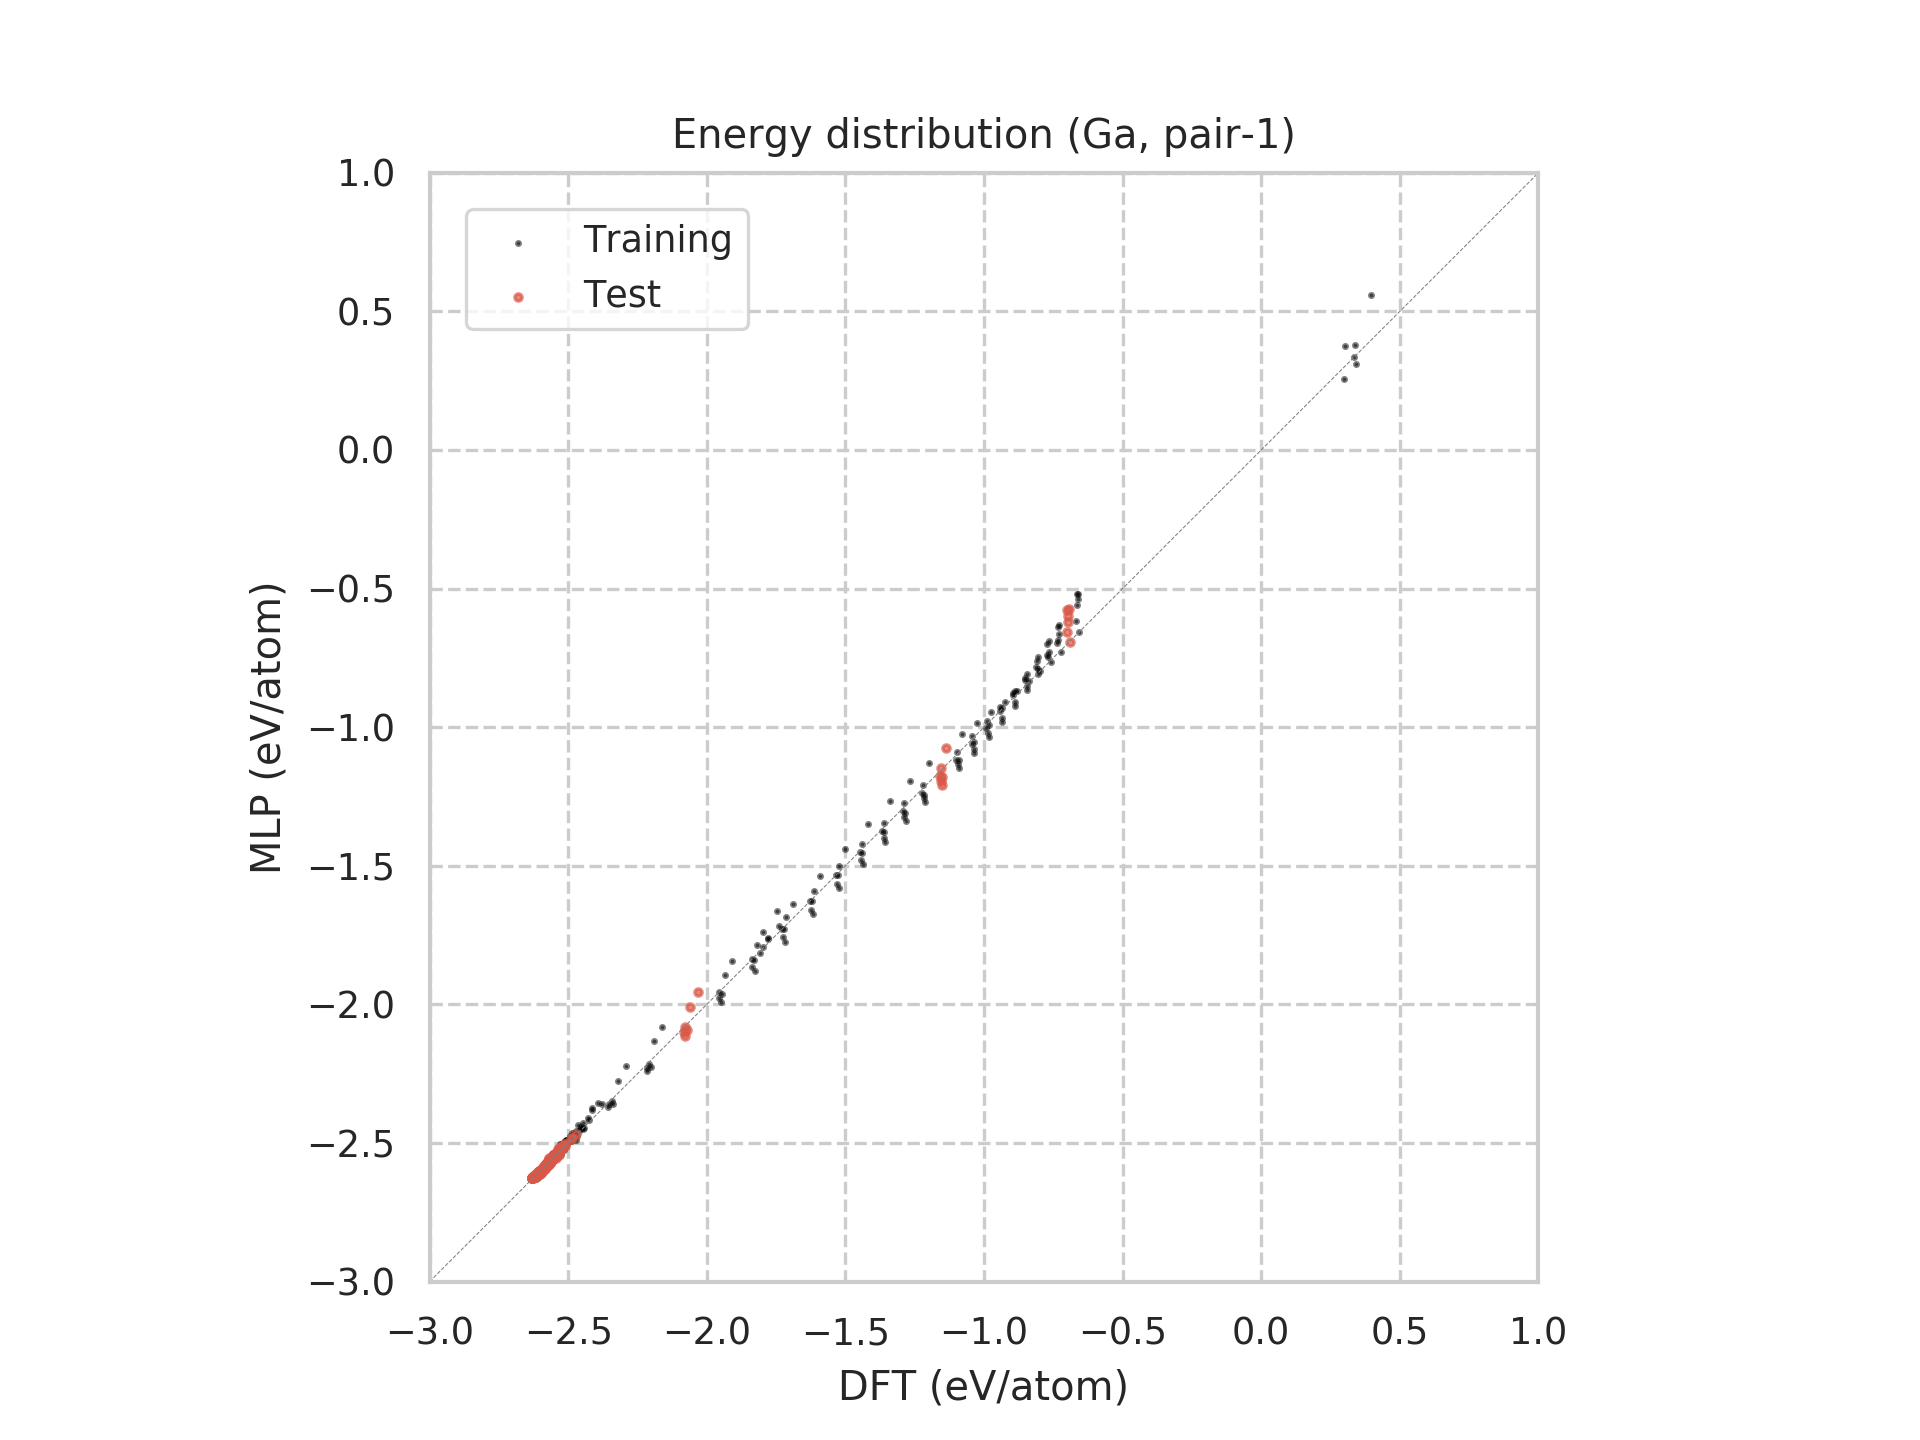 Energy distribution (Ga, pair-1)
1.0
0.5
0.0
−0.5
−1.0
−1.5
−2.0
−2.5
−3.0
MLP (eV/atom)
Training
Test
−3.0 −2.5 −2.0 −1.5 −1.0 −0.5 0.0 0.5 1.0
DFT (eV/atom)